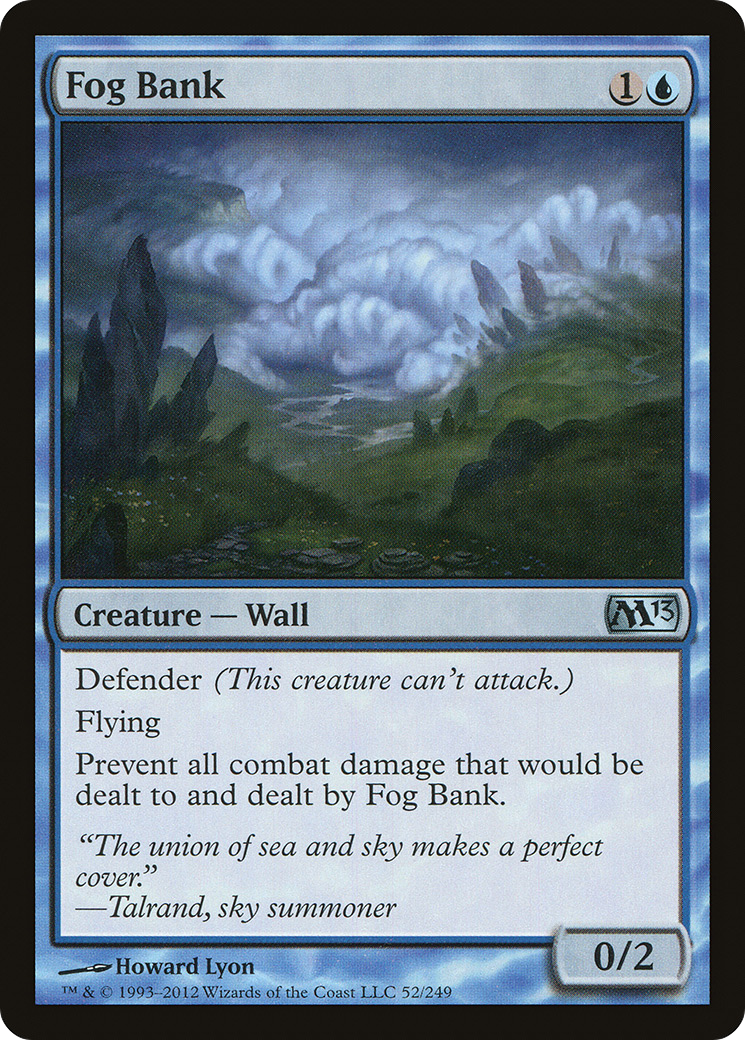 Fog Bank
1
Creature — Wall
M13
Defender (This creature can't attack.)
Flying
Prevent all combat damage that would be
dealt to and dealt by Fog Bank.
“The union of sea and sky makes a perfect
cover.”
—Talrand, sky summoner
0/2
Howard Lyon
™ & © 1993–2012 Wizards of the Coast LLC 52/249